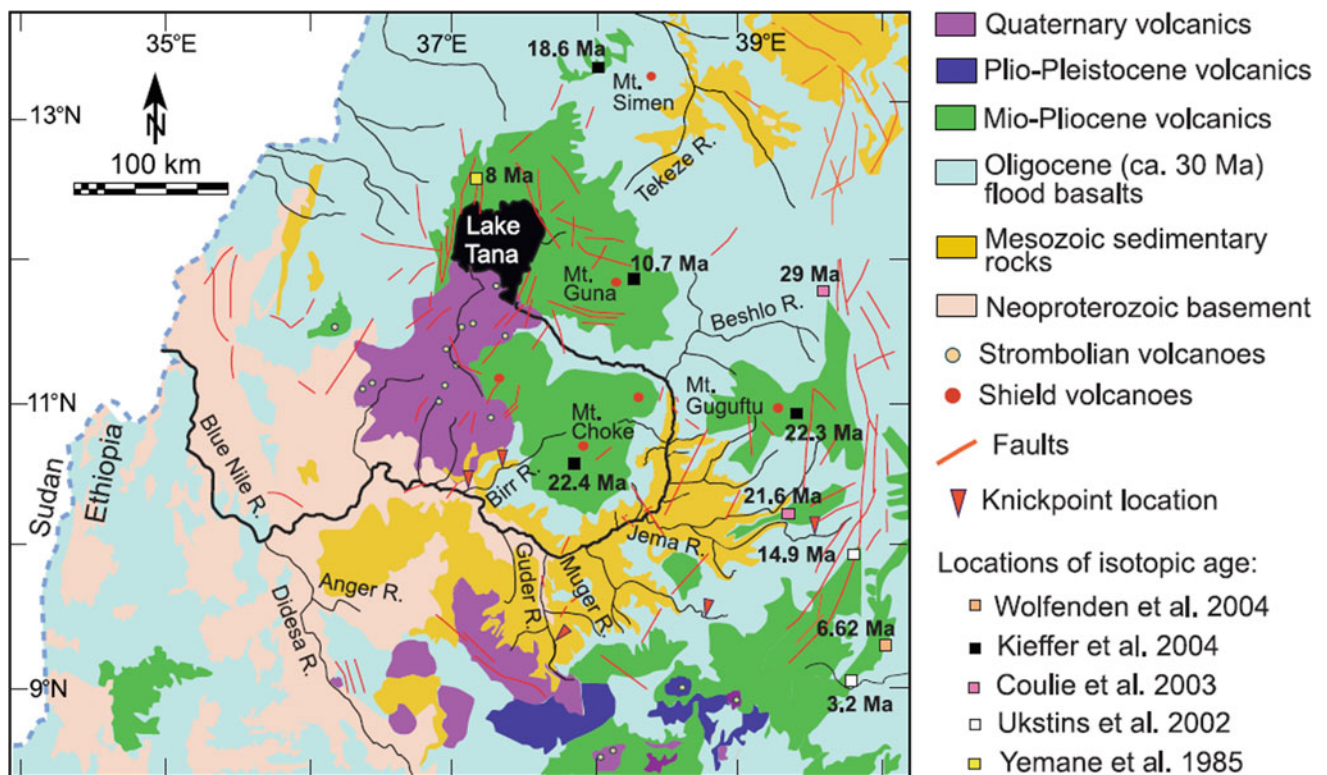 35°E
37°E
39°E
13°N
11°N
9°N
N
100 km
18.6 Ma
Mt.
Simen
Tekeze R.
8 Ma
Lake
Tana
10.7 Ma
Mt.
Guna
29 Ma
Beshlo R.
Mt.
Guguftu
22.3 Ma
Mt.
Choke
22.4 Ma
Birr R.
21.6 Ma
Jema R.
14.9 Ma
Blue Nile R.
Sudan
Ethiopia
Anger R.
Didesa R.
Guder R.
Muger R.
6.62 Ma
3.2 Ma
Quaternary volcanics
Plio-Pleistocene volcanics
Mio-Pliocene volcanics
Oligocene (ca. 30 Ma)
flood basalts
Mesozoic sedimentary
rocks
Neoproterozoic basement
Strombolian volcanoes
Shield volcanoes
Faults
Knickpoint location
Locations of isotopic age:
Wolfenden et al. 2004
Kieffer et al. 2004
Coulie et al. 2003
Ukstins et al. 2002
Yemane et al. 1985